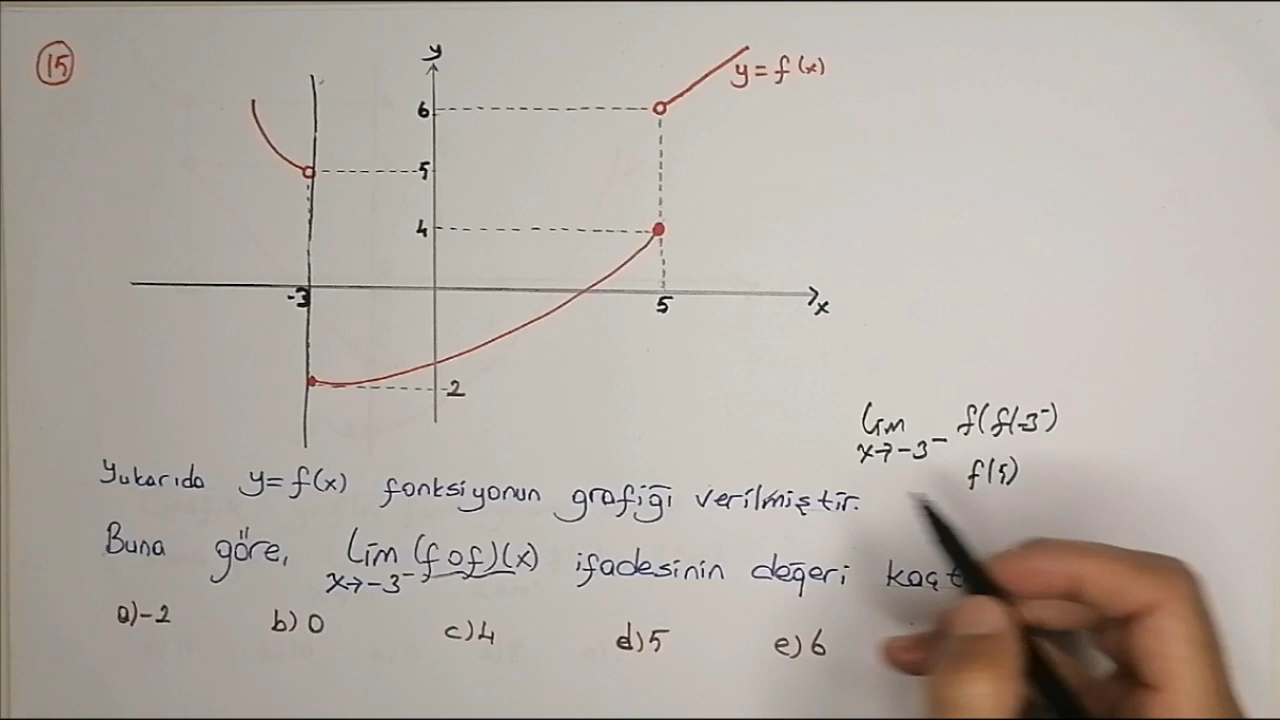 15
y
y = f(x)
6
5
4
-3
5
x
-2
lim f(f(-3⁻)
x→-3⁻
f(5)
Yukarıda y=f(x) fonksiyonun grafiği verilmiştir.
Buna göre, lim (fof)(x) ifadesinin değeri
x→-3⁻
a)-2 b) 0 c)4 d)5 e)6